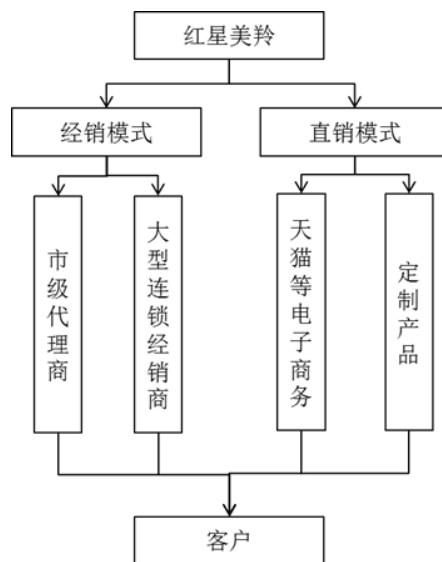 红星美羚
经销模式
直销模式
市级代理商
大型连锁经销商
天猫等电子商务
定制产品
客户